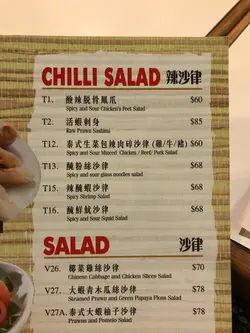 CHILLI SALAD 辣沙律
T1. 酸辣脱骨鳳爪 $60
Spicy and Sour Chicken's Feet Salad
T2. 活蝦刺身 $85
Raw Prawn Sashimi
T12. 泰式生菜包辣肉碎沙律 (雞/牛/豬) $60
Spicy and Sour Minced Chicken / Beef/ Pork Salad
T13. 酸粉絲沙律 $68
Spicy and sour glass noodles salad
T15. 辣酸蝦沙律 $68
Spicy Shrimp Salad
T16. 酸鮮魷沙律 $68
Spicy and Sour Squid Salad
SALAD 沙律
V26. 椰菜雞絲沙律 $70
Chinese Cabbage and Chicken Slices Salad
V27. 大蝦青木瓜絲沙律 $78
Steamed Prawn and Green Papaya Floss Salad
V27A. 泰式大蝦柚子沙律 $78
Prawns and Pomelo Salad